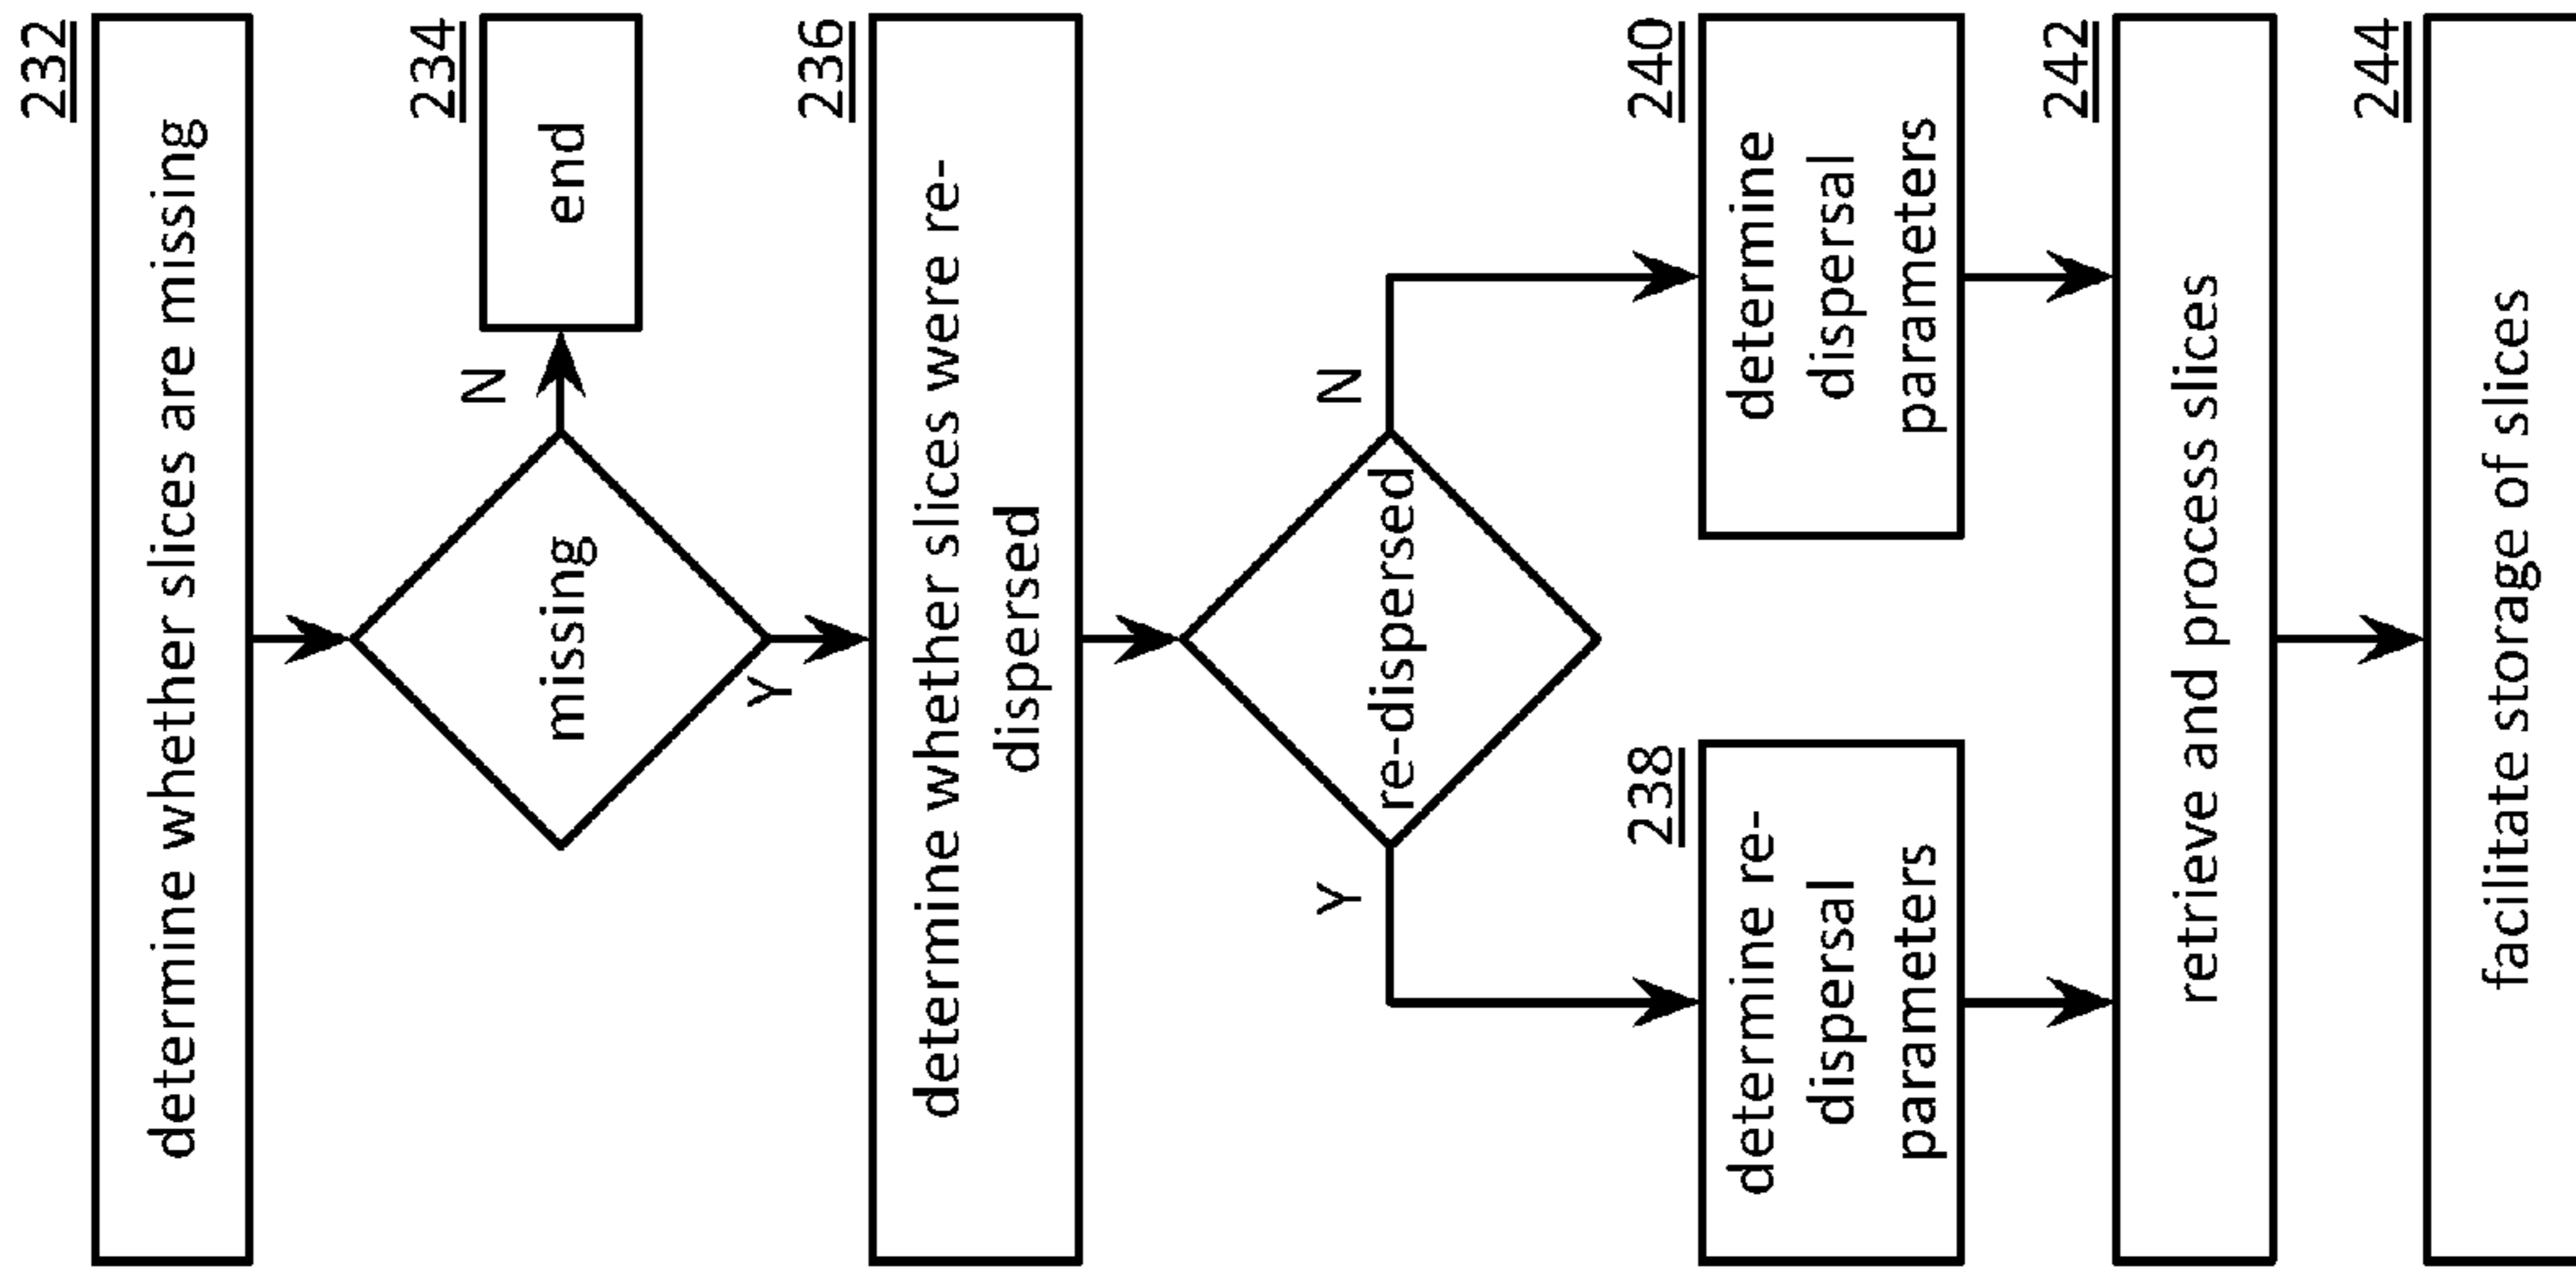 232
determine whether slices are missing
missing
N
234
end
Y
236
determine whether slices were re-
dispersed
re-dispersed
Y
N
238
determine re-
dispersal
parameters
240
determine
dispersal
parameters
242
retrieve and process slices
244
facilitate storage of slices